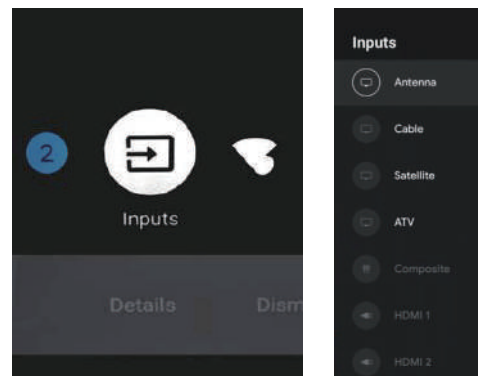 2
Inputs
Details
Dism
Inputs
Antenna
Cable
Satellite
ATV
Composite
HDMI 1
HDMI 2